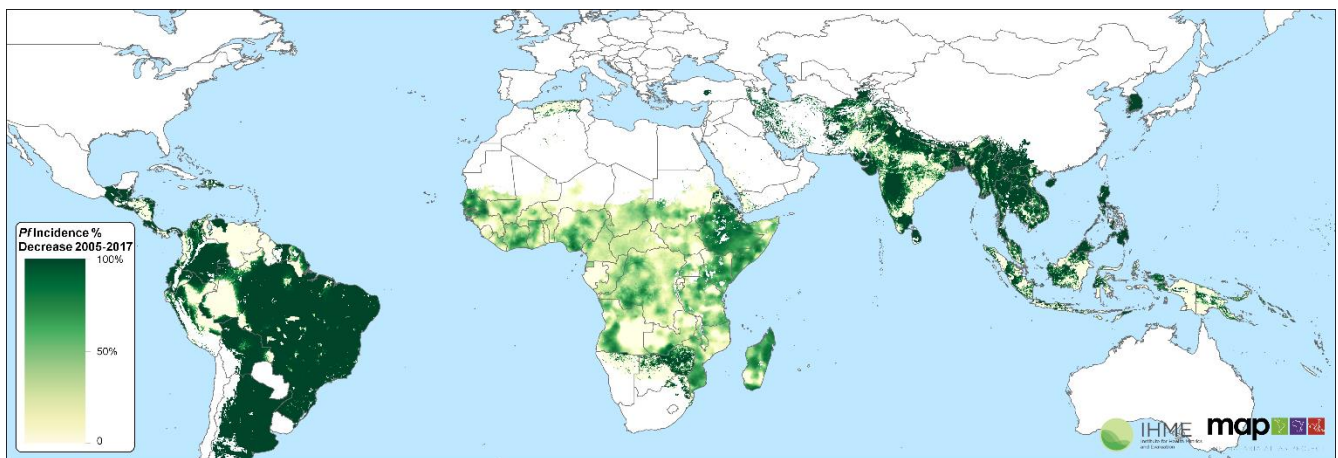 Pf Incidence %
Decrease 2005-2017
100%
50%
0
IHME
Institute for Health Metrics
and Evaluation
map